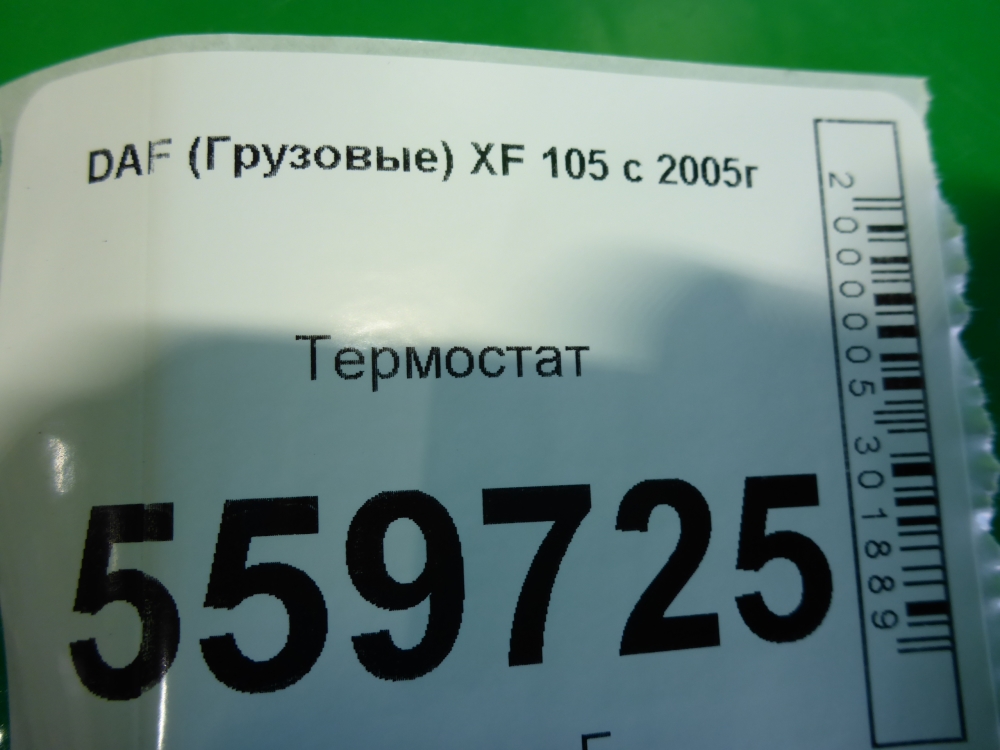 DAF (Грузовые) XF 105 с 2005г
Термостат
559725
2000005301889